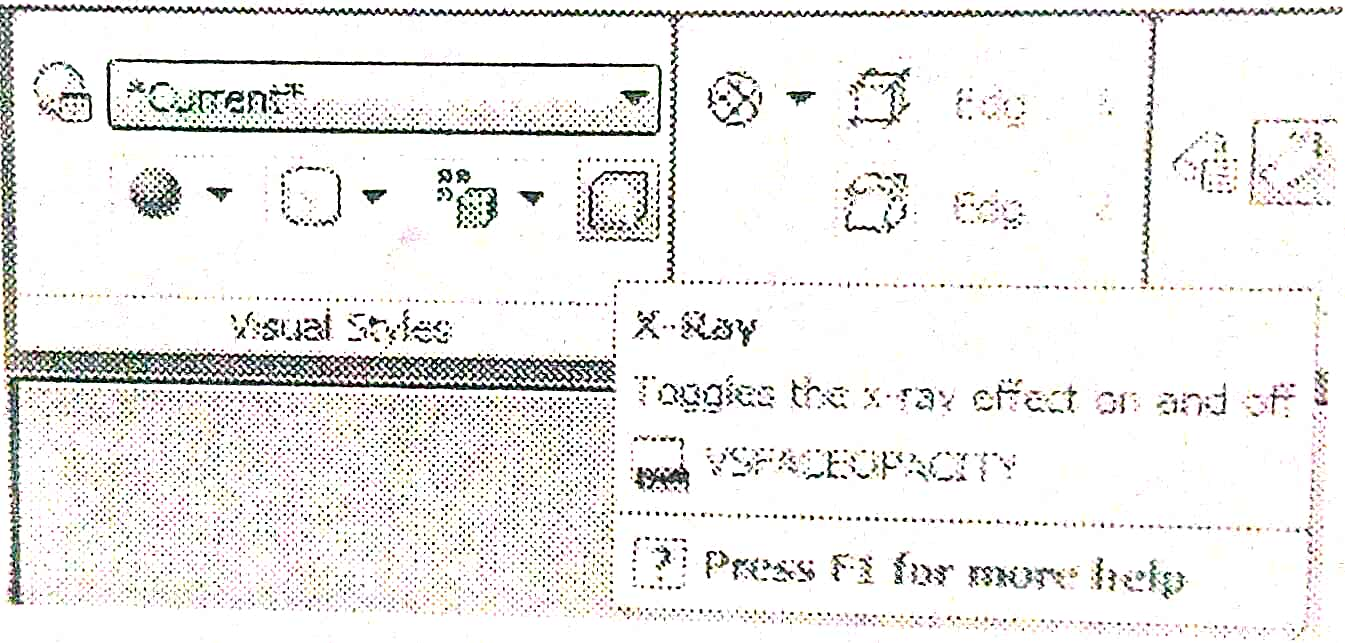 *Current*
Edg
Edg
Visual Styles
X-Ray
Toggles the x-ray effect on and off
VSFACEOPACITY
? Press F1 for more help